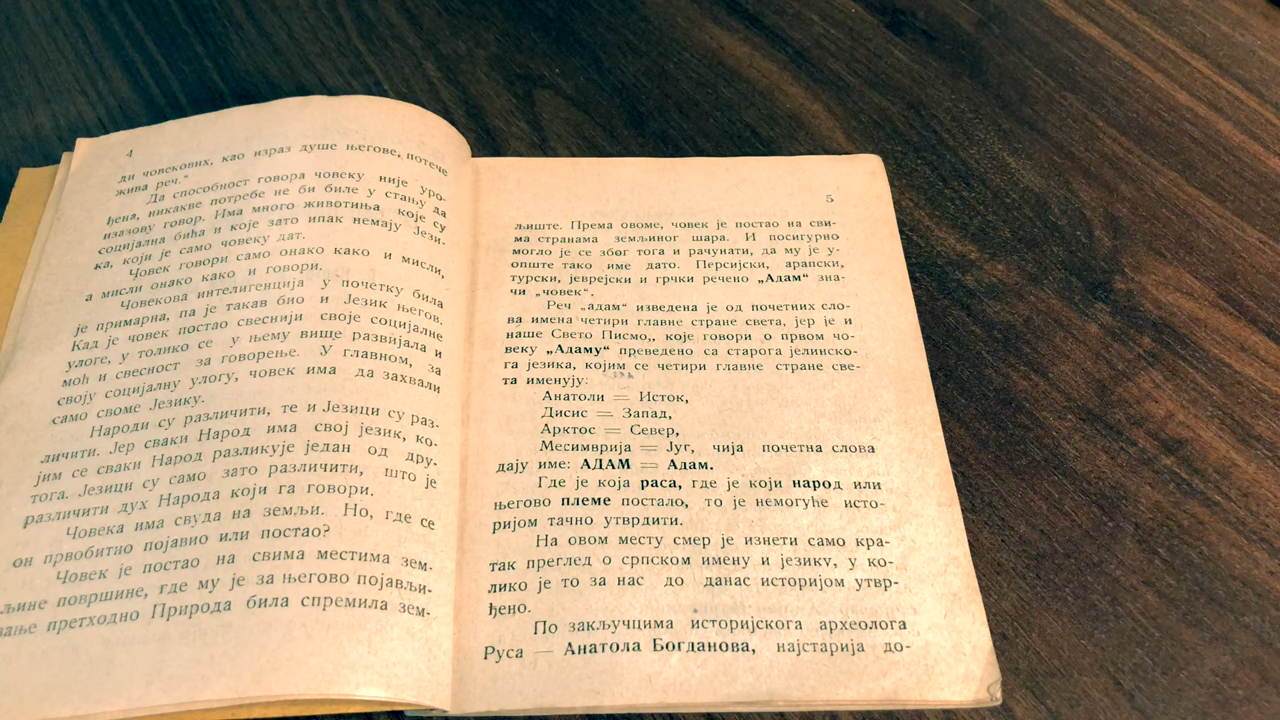 4
ди човекових, као израз душе његове, потече
жива реч."
Да способност говора човеку није уро-
ђена, никакве потребе не би биле у стању да
изазову говор. Има много животиња које су
социјална бића и које зато ипак немају Јези-
ка, који је само човеку дат.
Човек говори само онако како и мисли,
а мисли онако како и говори.
Човекова интелигенција у почетку била
је примарна, па је такав био и Језик његов.
Кад је човек постао свеснији своје социјалне
улоге, у толико се у њему више развијала и
моћ и свесност за говорење. У главном, за
своју социјалну улогу, човек има да захвали
само своме Језику.
Народи су различити, те и Језици су раз-
личити. Јер сваки Народ има свој језик, ко-
јим се сваки Народ разликује један од дру-
тога. Језици су само зато различити, што је
различити дух Народа који га говори.
Човека има свуда на земљи. Но, где се
он првобитно појавио или постао?
Човек је постао на свима местима зем-
љине површине, где му је за његово појављи-
вање претходно Природа била спремила зем-
5
љиште. Према овоме, човек је постао на сви-
ма странама земљиног шара. И посигурно
могло је се због тога и рачунати, да му је у-
опште тако име дато. Персијски, арапски,
турски, јеврејски и грчки речено „Адам“ зна-
чи „човек“.
Реч „адам“ изведена је од почетних сло-
ва имена четири главне стране света, јер је и
наше Свето Писмо,, које говори о првом чо-
веку „Адаму“ преведено са старога јелинско-
га језика, којим се четири главне стране све-
та именују:
Анатоли = Исток,
Дисис = Запад,
Арктос = Север,
Месимврија = Југ, чија почетна слова
дају име: АДАМ = Адам.
Где је која раса, где је који народ или
његово племе постало, то је немогуће исто-
ријом тачно утврдити.
На овом месту смер је изнети само кра-
так преглед о српском имену и језику, у ко-
лико је то за нас до данас историјом утвр-
ђено.
По закључцима историјскога археолога
Руса — Анатола Богданова, најстарија до-